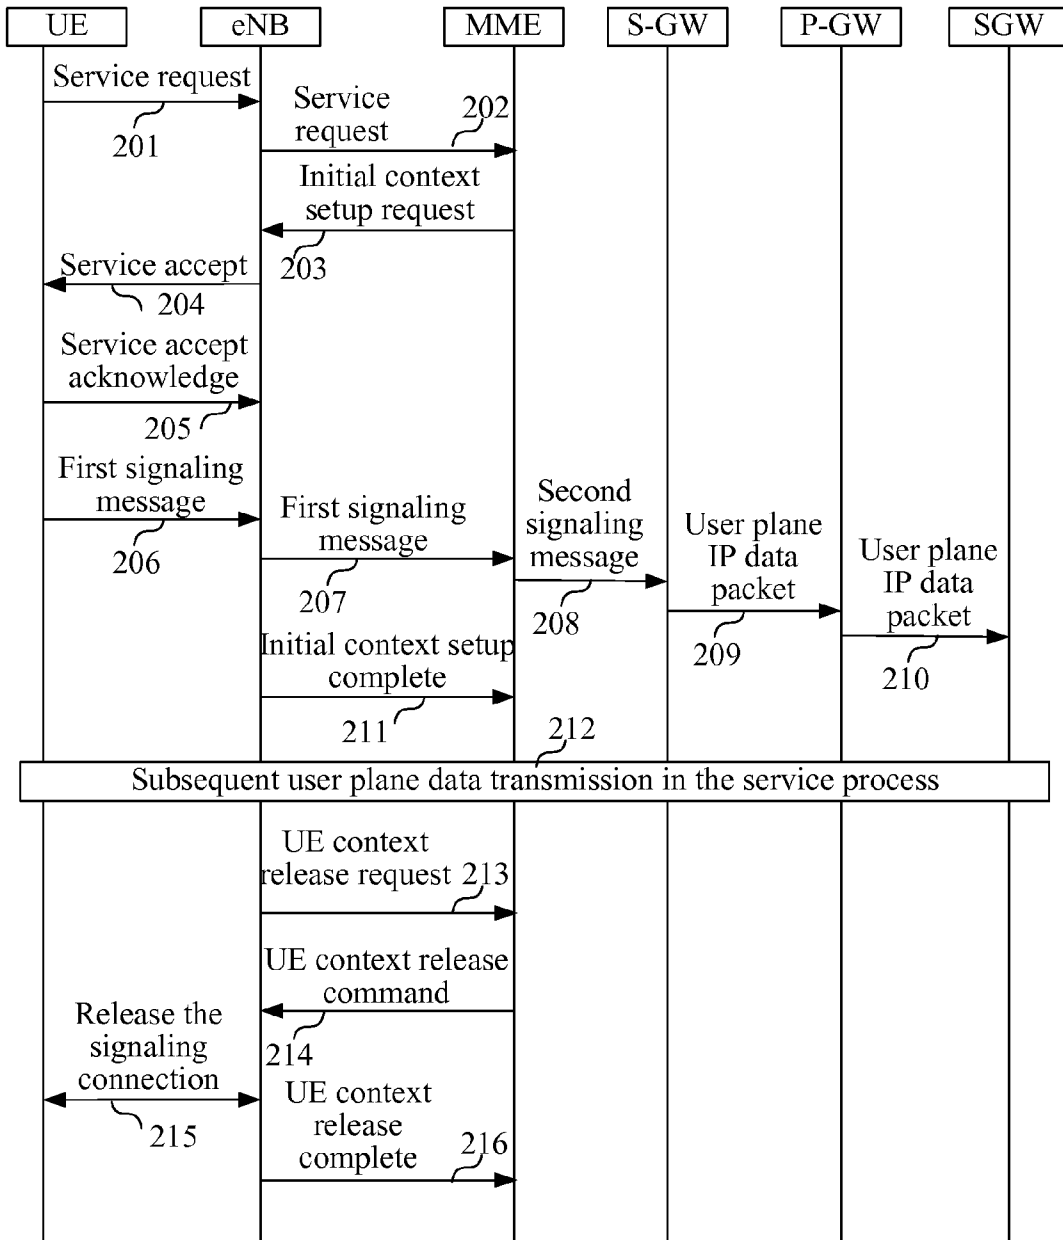 UE
eNB
MME
S-GW
P-GW
SGW
Service request
201
Service
request
202
Initial context
setup request
203
Service accept
204
Service accept
acknowledge
205
First signaling
message
206
First signaling
message
207
Second
signaling
message
208
User plane
IP data
packet
209
User plane
IP data
packet
210
Initial context setup
complete
211
212
Subsequent user plane data transmission in the service process
UE context
release request
213
UE context release
command
214
Release the
signaling
connection
215
UE context
release
complete
216